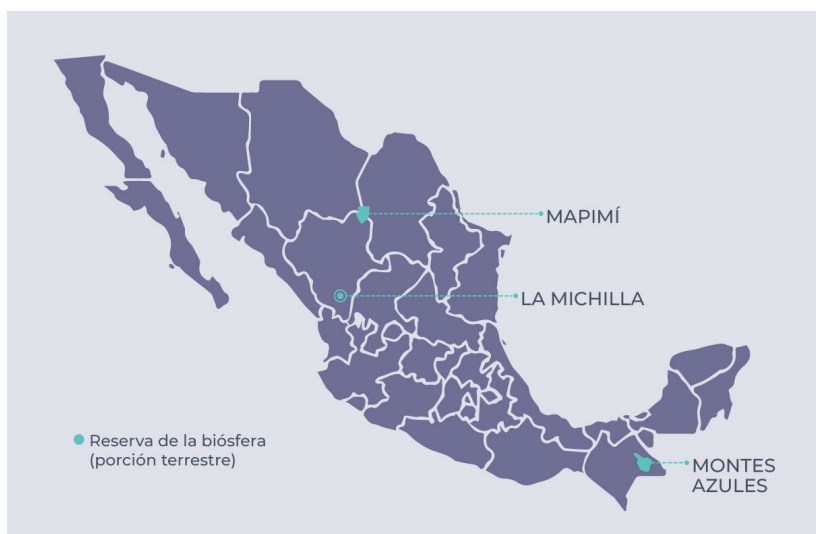 MAPIMÍ
LA MICHILLA
Reserva de la biósfera
(porción terrestre)
MONTES
AZULES